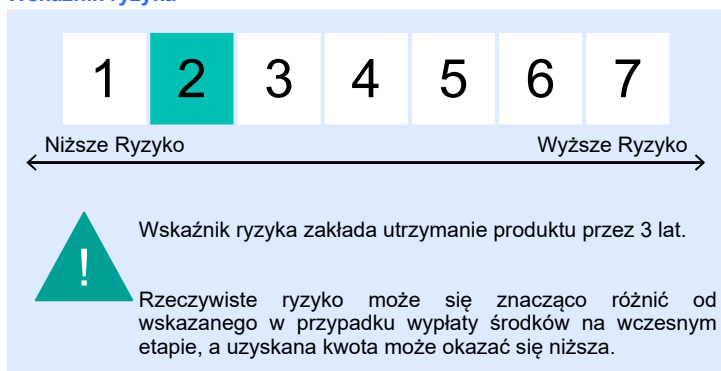 Wskaźnik ryzyka
1 2 3 4 5 6 7
Niższe Ryzyko Wyższe Ryzyko
!
Wskaźnik ryzyka zakłada utrzymanie produktu przez 3 lat.
Rzeczywiste ryzyko może się znacząco różnić od
wskazanego w przypadku wypłaty środków na wczesnym
etapie, a uzyskana kwota może okazać się niższa.